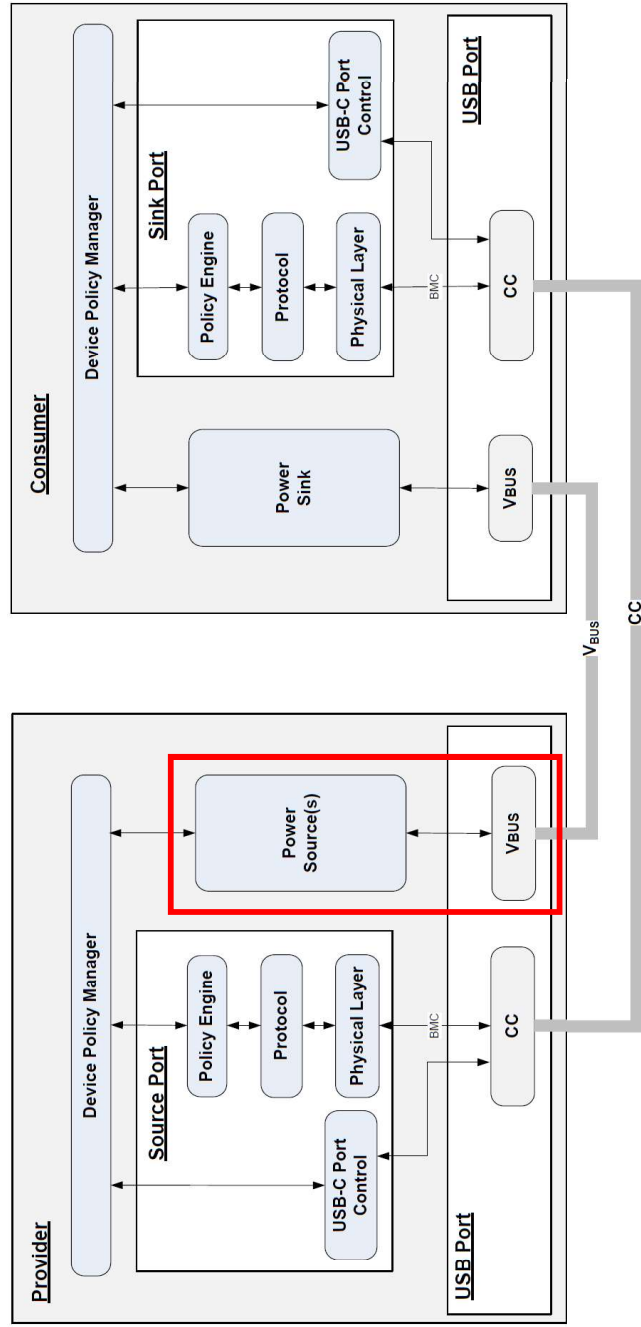 Provider
Device Policy Manager
Source Port
Policy Engine
Protocol
Physical Layer
USB-C Port
Control
Power
Source(s)
BMC
USB Port
CC
VBUS
Consumer
Device Policy Manager
Sink Port
Power
Sink
Policy Engine
Protocol
Physical Layer
USB-C Port
Control
BMC
USB Port
VBUS
CC
VBUS
CC